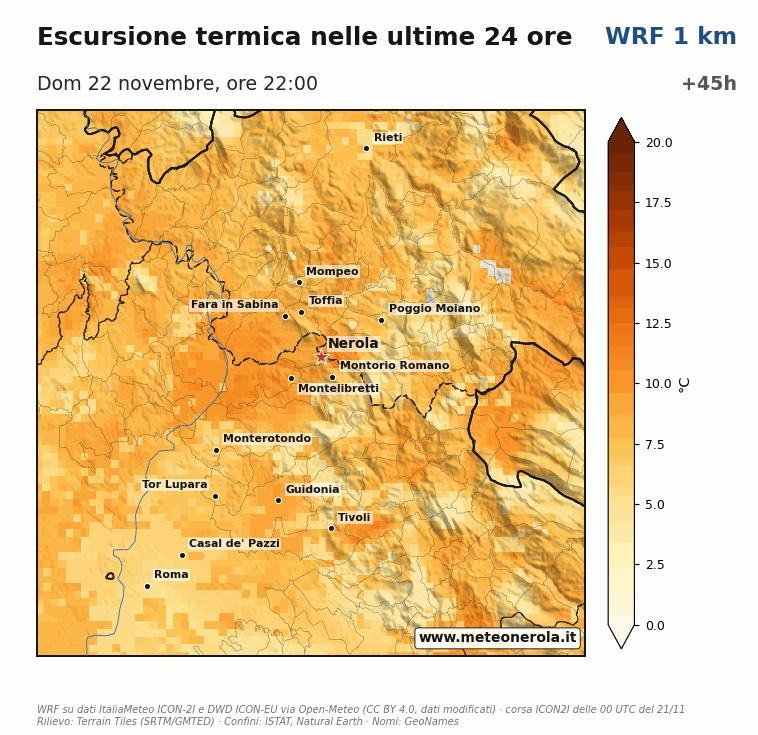 Escursione termica nelle ultime 24 ore
WRF 1 km
Dom 22 novembre, ore 22:00
+45h
Rieti
Mompeo
Toffia
Fara in Sabina
Poggio Moiano
Nerola
Montorio Romano
Montelibretti
Monterotondo
Tor Lupara
Guidonia
Tivoli
Casal de' Pazzi
Roma
www.meteonerola.it
20.0
17.5
15.0
12.5
10.0
7.5
5.0
2.5
0.0
°C
WRF su dati ItaliaMeteo ICON-2I e DWD ICON-EU via Open-Meteo (CC BY 4.0, dati modificati) · corsa ICON2I delle 00 UTC del 21/11
Rilievo: Terrain Tiles (SRTM/GMTED) · Confini: ISTAT, Natural Earth · Nomi: GeoNames